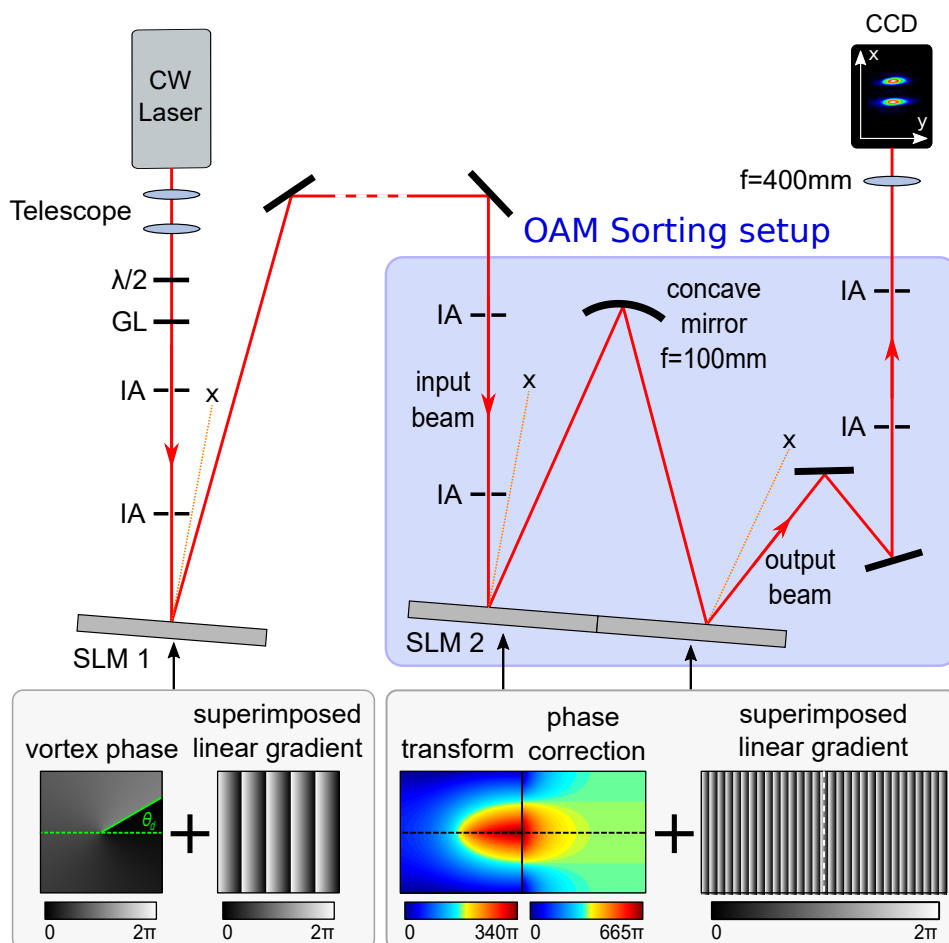 CW
Laser
Telescope
λ/2
GL
IA
IA
x
SLM 1
CCD
x
y
f=400mm
OAM Sorting setup
IA
input
beam
IA
x
concave
mirror
f=100mm
x
IA
IA
output
beam
SLM 2
vortex phase
θd
0
2π
+
superimposed
linear gradient
0
2π
transform
0
340π
phase
correction
0
665π
+
superimposed
linear gradient
0
2π